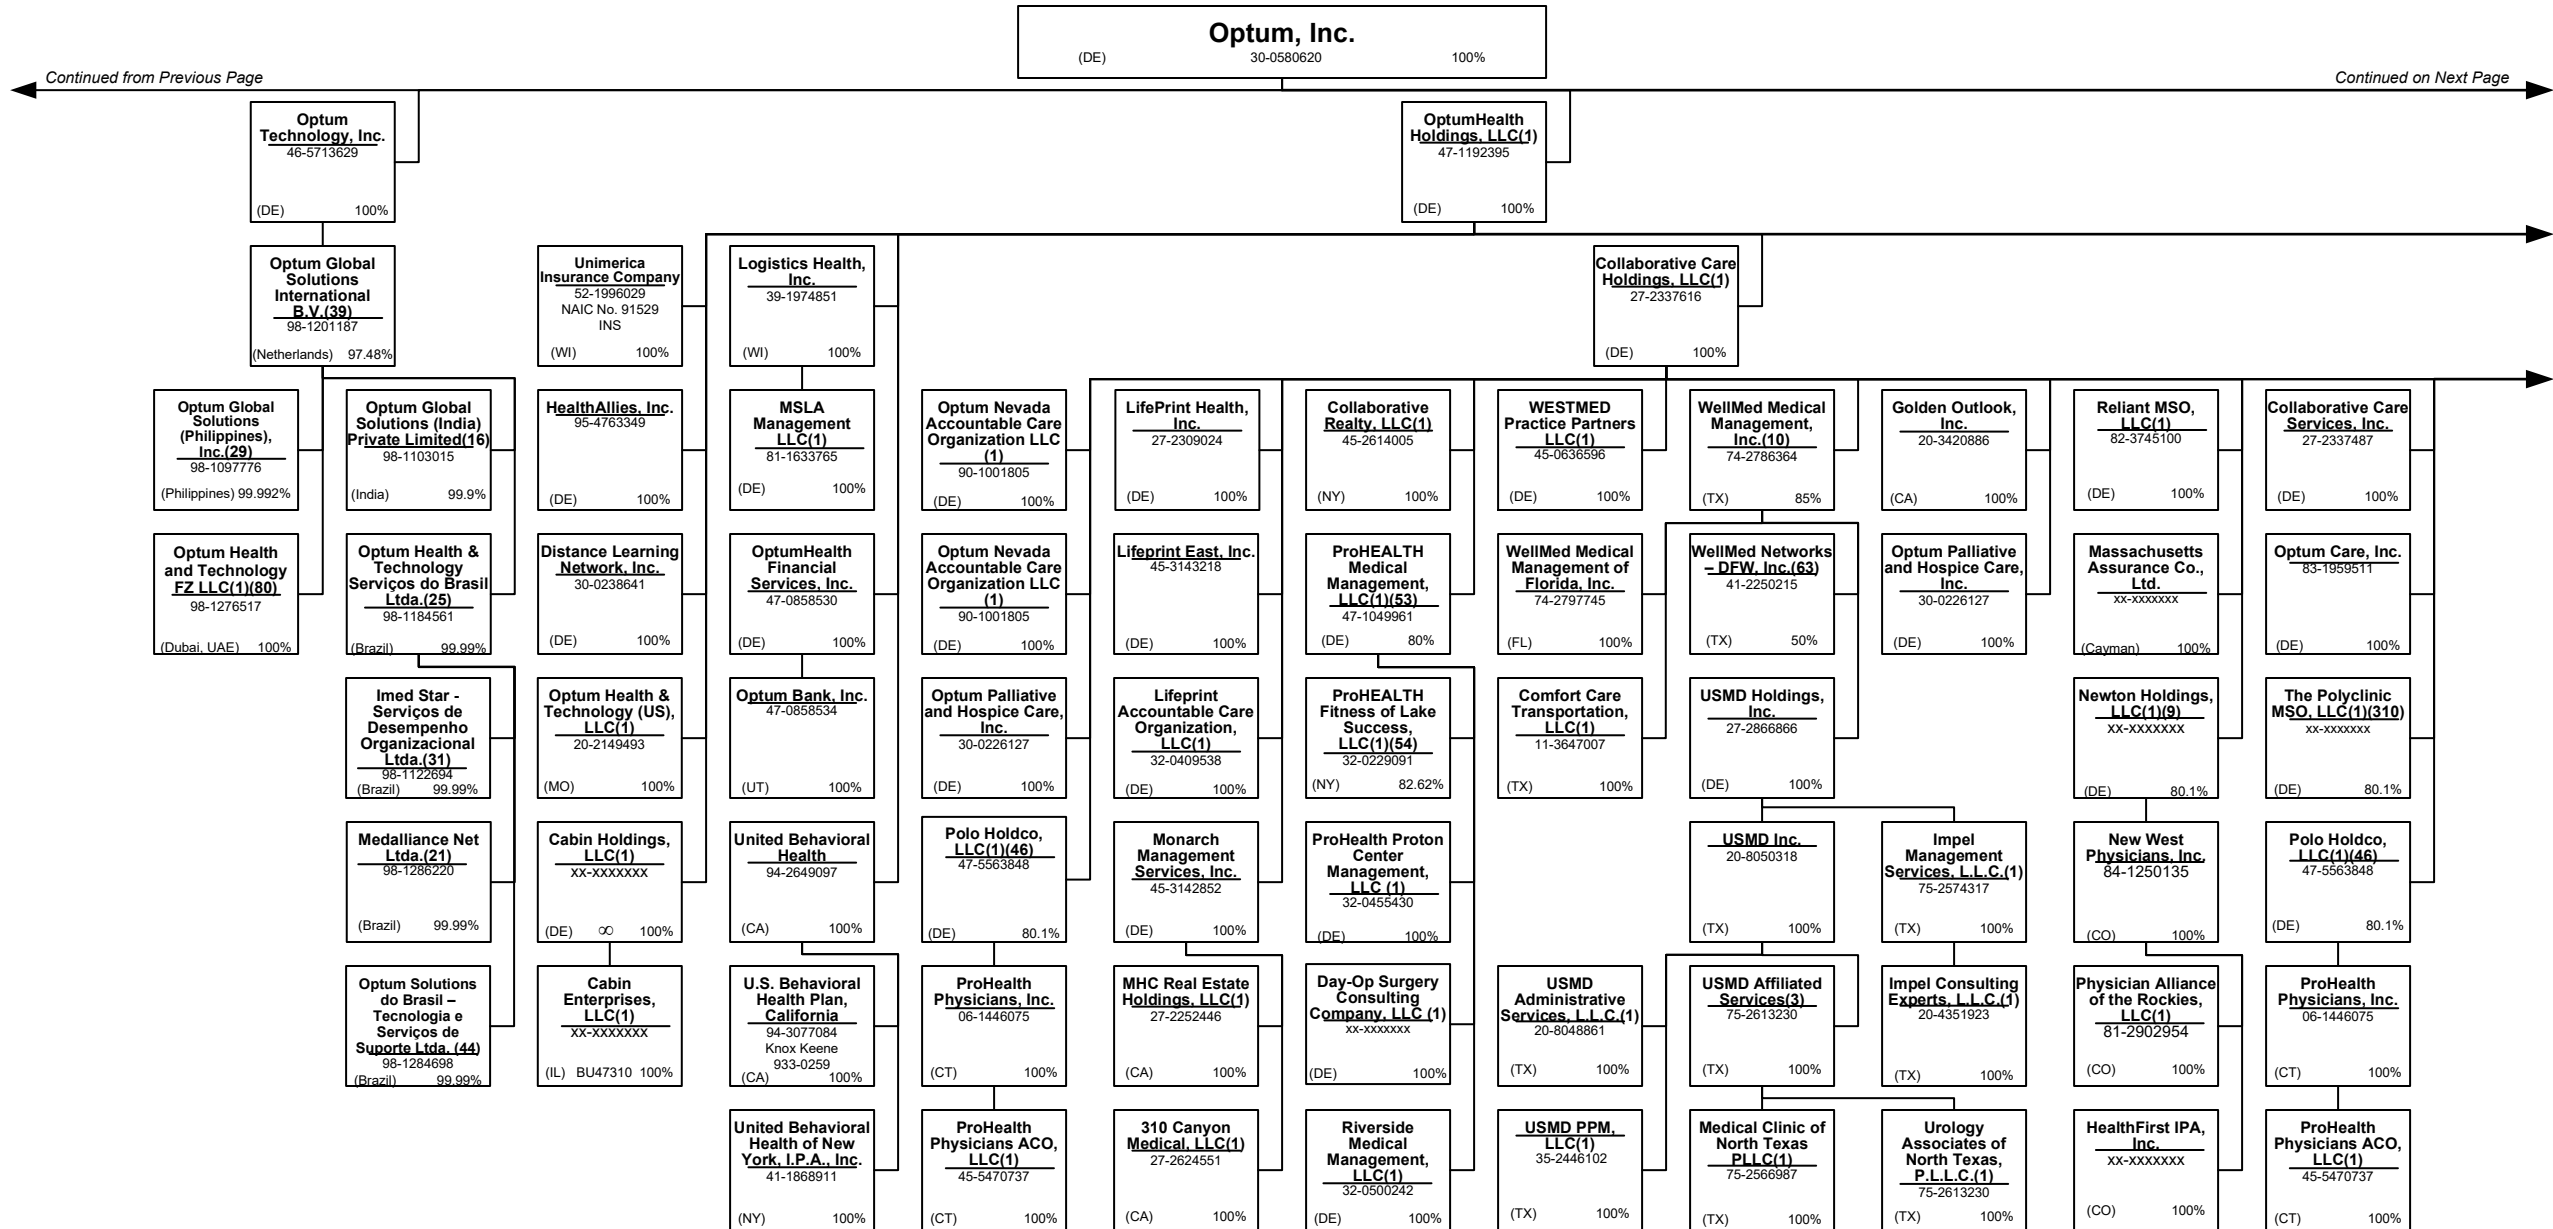 Optum, Inc.
(DE) 30-0580620 100%
Continued from Previous Page
Continued on Next Page
Optum
Technology, Inc.
46-5713629
(DE) 100%
OptumHealth
Holdings, LLC(1)
47-1192395
(DE) 100%
Optum Global
Solutions
International
B.V.(39)
98-1201187
(Netherlands) 97.48%
Unimerica
Insurance Company
52-1996029
NAIC No. 91529
INS
(WI) 100%
Logistics Health,
Inc.
39-1974851
(WI) 100%
Collaborative Care
Holdings, LLC(1)
27-2337616
(DE) 100%
Optum Global
Solutions
(Philippines),
Inc.(29)
98-1097776
(Philippines) 99.992%
Optum Global
Solutions (India)
Private Limited(16)
98-1103015
(India) 99.9%
HealthAllies, Inc.
95-4763349
(DE) 100%
MSLA
Management
LLC(1)
81-1633765
(DE) 100%
Optum Nevada
Accountable Care
Organization LLC
(1)
90-1001805
(DE) 100%
LifePrint Health,
Inc.
27-2309024
(DE) 100%
Collaborative
Realty, LLC(1)
45-2614005
(NY) 100%
WESTMED
Practice Partners
LLC(1)
45-0636596
(DE) 100%
WellMed Medical
Management,
Inc.(10)
74-2786364
(TX) 85%
Golden Outlook,
Inc.
20-3420886
(CA) 100%
Reliant MSO,
LLC(1)
82-3745100
(DE) 100%
Collaborative Care
Services, Inc.
27-2337487
(DE) 100%
Optum Health
and Technology
FZ LLC(1)(80)
98-1276517
(Dubai, UAE) 100%
Optum Health &
Technology
Serviços do Brasil
Ltda.(25)
98-1184561
(Brazil) 99.99%
Distance Learning
Network, Inc.
30-0238641
(DE) 100%
OptumHealth
Financial
Services, Inc.
47-0858530
(DE) 100%
Optum Nevada
Accountable Care
Organization LLC
(1)
90-1001805
(DE) 100%
Lifeprint East, Inc.
45-3143218
(DE) 100%
ProHEALTH
Medical
Management,
LLC(1)(53)
47-1049961
(DE) 80%
WellMed Medical
Management of
Florida, Inc.
74-2797745
(FL) 100%
WellMed Networks
– DFW, Inc.(63)
41-2250215
(TX) 50%
Optum Palliative
and Hospice Care,
Inc.
30-0226127
(DE) 100%
Massachusetts
Assurance Co.,
Ltd.
xx-xxxxxxx
(Cayman) 100%
Optum Care, Inc.
83-1959511
(DE) 100%
Imed Star -
Serviços de
Desempenho
Organizacional
Ltda.(31)
98-1122694
(Brazil) 99.99%
Optum Health &
Technology (US),
LLC(1)
20-2149493
(MO) 100%
Optum Bank, Inc.
47-0858534
(UT) 100%
Optum Palliative
and Hospice Care,
Inc.
30-0226127
(DE) 100%
Lifeprint
Accountable Care
Organization,
LLC(1)
32-0409538
(DE) 100%
ProHEALTH
Fitness of Lake
Success,
LLC(1)(54)
32-0229091
(NY) 82.62%
Comfort Care
Transportation,
LLC(1)
11-3647007
(TX) 100%
USMD Holdings,
Inc.
27-2866866
(DE) 100%
Newton Holdings,
LLC(1)(9)
xx-xxxxxxx
(DE) 80.1%
The Polyclinic
MSO, LLC(1)(310)
xx-xxxxxxx
(DE) 80.1%
Medalliance Net
Ltda.(21)
98-1286220
(Brazil) 99.99%
Cabin Holdings,
LLC(1)
xx-xxxxxxx
(DE) ∞ 100%
United Behavioral
Health
94-2649097
(CA) 100%
Polo Holdco,
LLC(1)(46)
47-5563848
(DE) 80.1%
Monarch
Management
Services, Inc.
45-3142852
(DE) 100%
ProHealth Proton
Center
Management,
LLC (1)
32-0455430
(DE) 100%
USMD Inc.
20-8050318
(TX) 100%
Impel
Management
Services, L.L.C.(1)
75-2574317
(TX) 100%
New West
Physicians, Inc.
84-1250135
(CO) 100%
Polo Holdco,
LLC(1)(46)
47-5563848
(DE) 80.1%
Optum Solutions
do Brasil –
Tecnologia e
Serviços de
Suporte Ltda. (44)
98-1284698
(Brazil) 99.99%
Cabin
Enterprises,
LLC(1)
xx-xxxxxxx
(IL) BU47310 100%
U.S. Behavioral
Health Plan,
California
94-3077084
Knox Keene
933-0259
(CA) 100%
ProHealth
Physicians, Inc.
06-1446075
(CT) 100%
MHC Real Estate
Holdings, LLC(1)
27-2252446
(CA) 100%
Day-Op Surgery
Consulting
Company, LLC (1)
xx-xxxxxxx
(DE) 100%
USMD
Administrative
Services, L.L.C.(1)
20-8048861
(TX) 100%
USMD Affiliated
Services(3)
75-2613230
(TX) 100%
Impel Consulting
Experts, L.L.C.(1)
20-4351923
(TX) 100%
Physician Alliance
of the Rockies,
LLC(1)
81-2902954
(CO) 100%
ProHealth
Physicians, Inc.
06-1446075
(CT) 100%
United Behavioral
Health of New
York, I.P.A., Inc.
41-1868911
(NY) 100%
ProHealth
Physicians ACO,
LLC(1)
45-5470737
(CT) 100%
310 Canyon
Medical, LLC(1)
27-2624551
(CA) 100%
Riverside
Medical
Management,
LLC(1)
32-0500242
(DE) 100%
USMD PPM,
LLC(1)
35-2446102
(TX) 100%
Medical Clinic of
North Texas
PLLC(1)
75-2566987
(TX) 100%
Urology
Associates of
North Texas,
P.L.L.C.(1)
75-2613230
(TX) 100%
HealthFirst IPA,
Inc.
xx-xxxxxxx
(CO) 100%
ProHealth
Physicians ACO,
LLC(1)
45-5470737
(CT) 100%